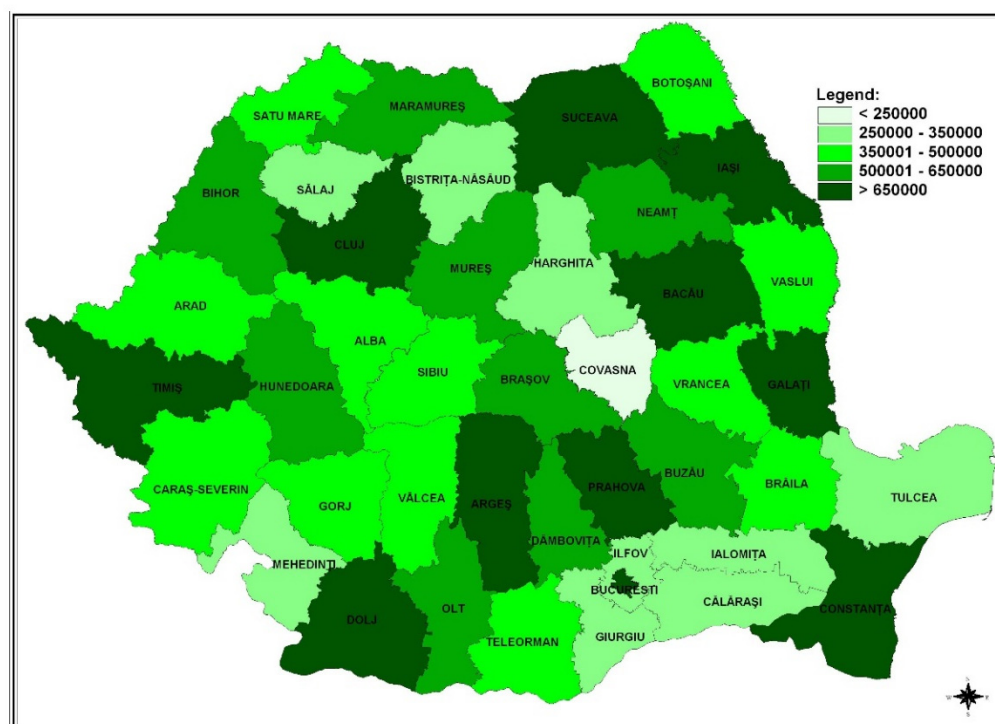 BOTOȘANI
Legend:
< 250000
250000 - 350000
350001 - 500000
500001 - 650000
> 650000
SATU MARE
MARAMUREȘ
SUCEAVA
IAȘI
BIHOR
SĂLAJ
BISTRIȚA-NĂSĂUD
NEAMȚ
CLUJ
MUREȘ
HARGHITA
BACĂU
VASLUI
ARAD
ALBA
SIBIU
BRAȘOV
COVASNA
VRANCEA
GALAȚI
TIMIȘ
HUNEDOARA
CARAȘ-SEVERIN
GORJ
VÂLCEA
ARGEȘ
PRAHOVA
BUZĂU
BRĂILA
TULCEA
DÂMBOVIȚA
ILFOV
IALOMIȚA
MEHEDINȚI
BUCUREȘTI
CĂLĂRAȘI
CONSTANȚA
DOLJ
OLT
TELEORMAN
GIURGIU